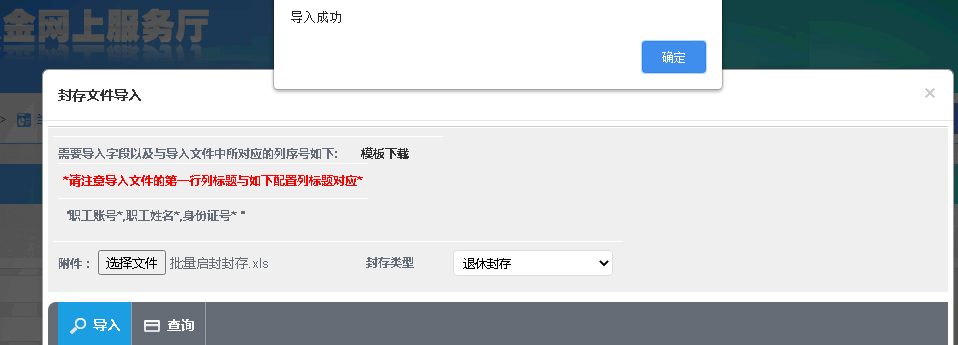 导入成功
金网上服务厅
确定
封存文件导入
×
>
需要导入字段以及与导入文件中所对应的列序号如下: 模板下载
*请注意导入文件的第一行列标题与如下配置列标题对应*
"职工账号*,职工姓名*,身份证号* "
附件： 选择文件 批量启封封存.xls 封存类型 退休封存
导入 查询